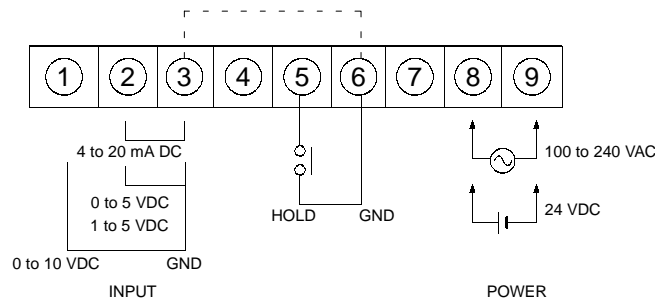 1 2 3 4 5 6 7 8 9
4 to 20 mA DC
0 to 5 VDC
1 to 5 VDC
0 to 10 VDC GND
INPUT
HOLD GND
100 to 240 VAC
24 VDC
POWER